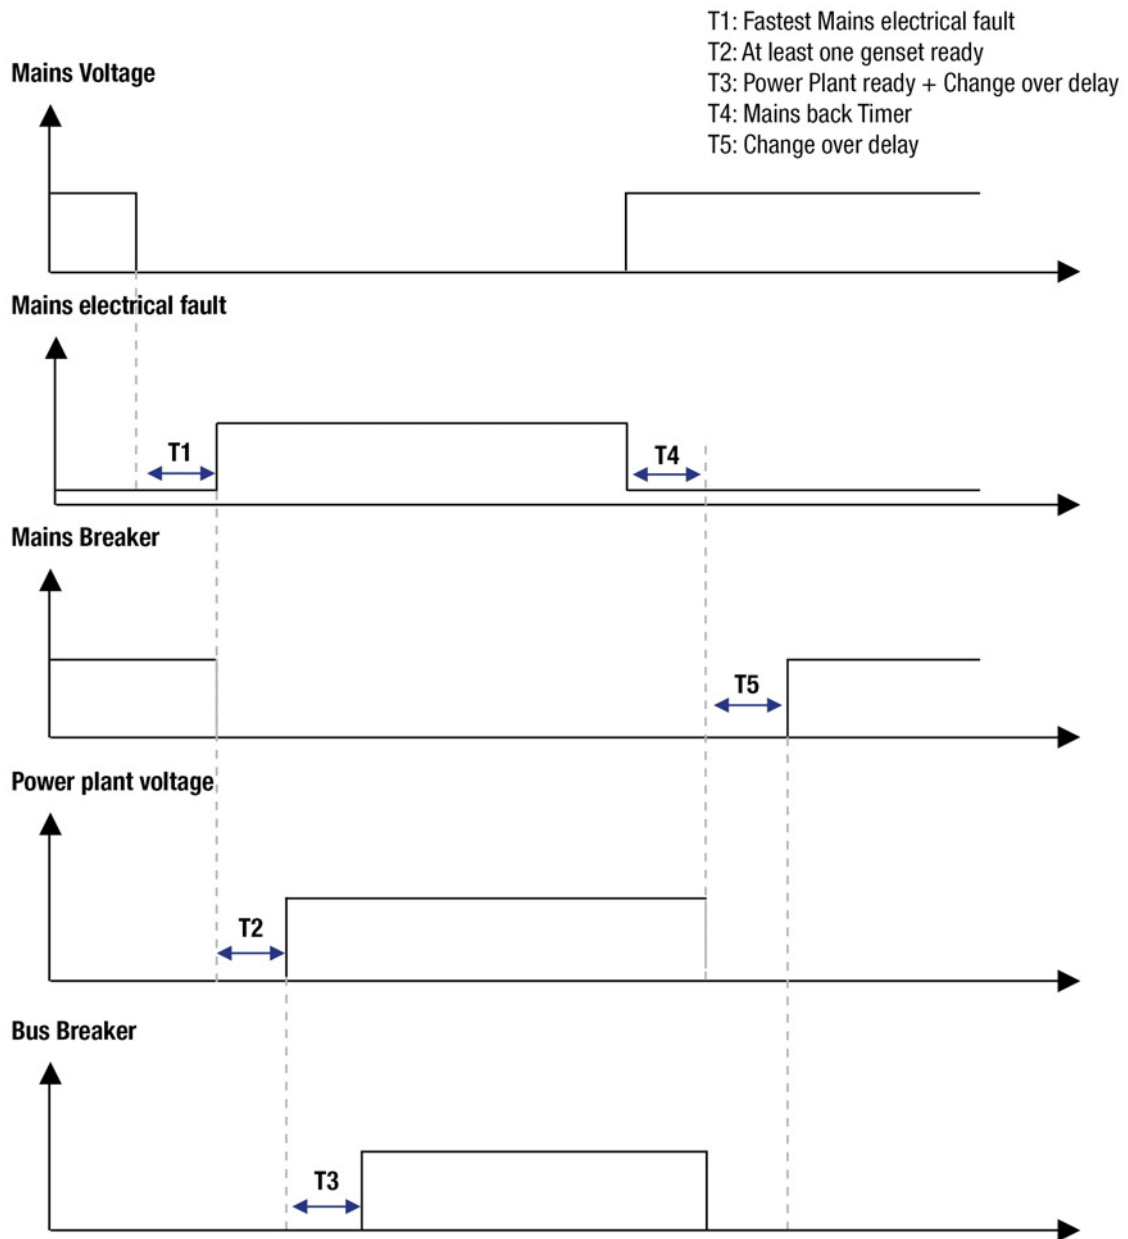 T1: Fastest Mains electrical fault
T2: At least one genset ready
T3: Power Plant ready + Change over delay
T4: Mains back Timer
T5: Change over delay
Mains Voltage
Mains electrical fault
T1
T4
Mains Breaker
T5
Power plant voltage
T2
Bus Breaker
T3